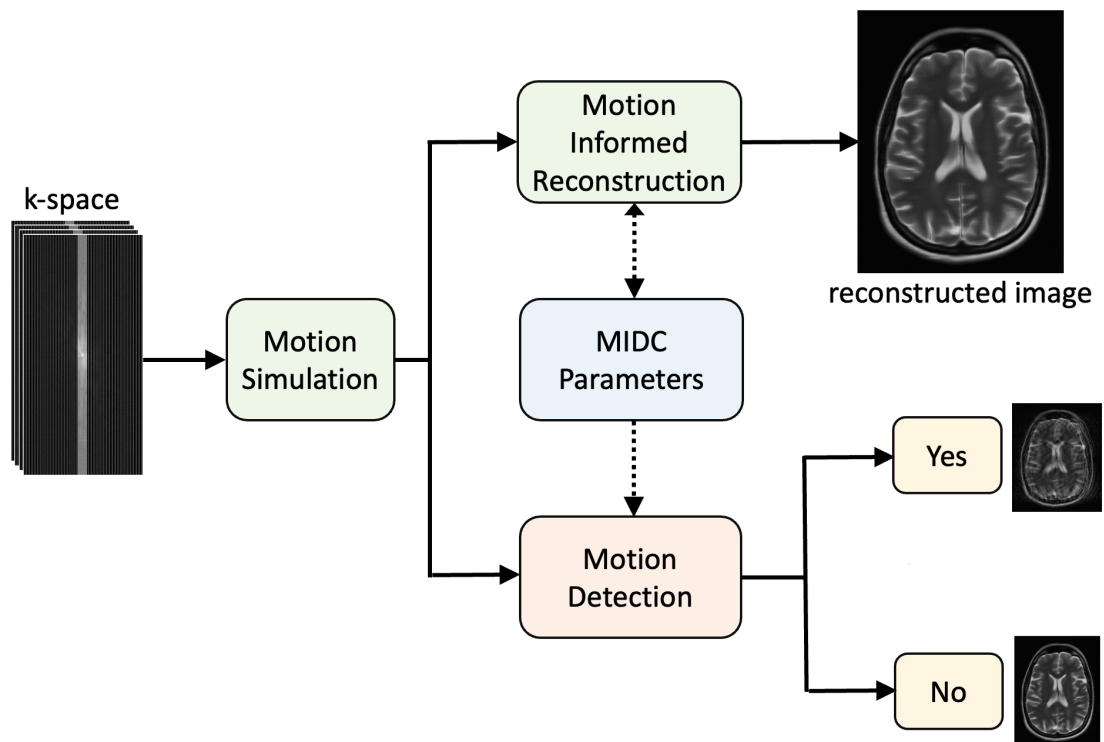 k-space
Motion
Simulation
Motion
Informed
Reconstruction
reconstructed image
MIDC
Parameters
Motion
Detection
Yes
No